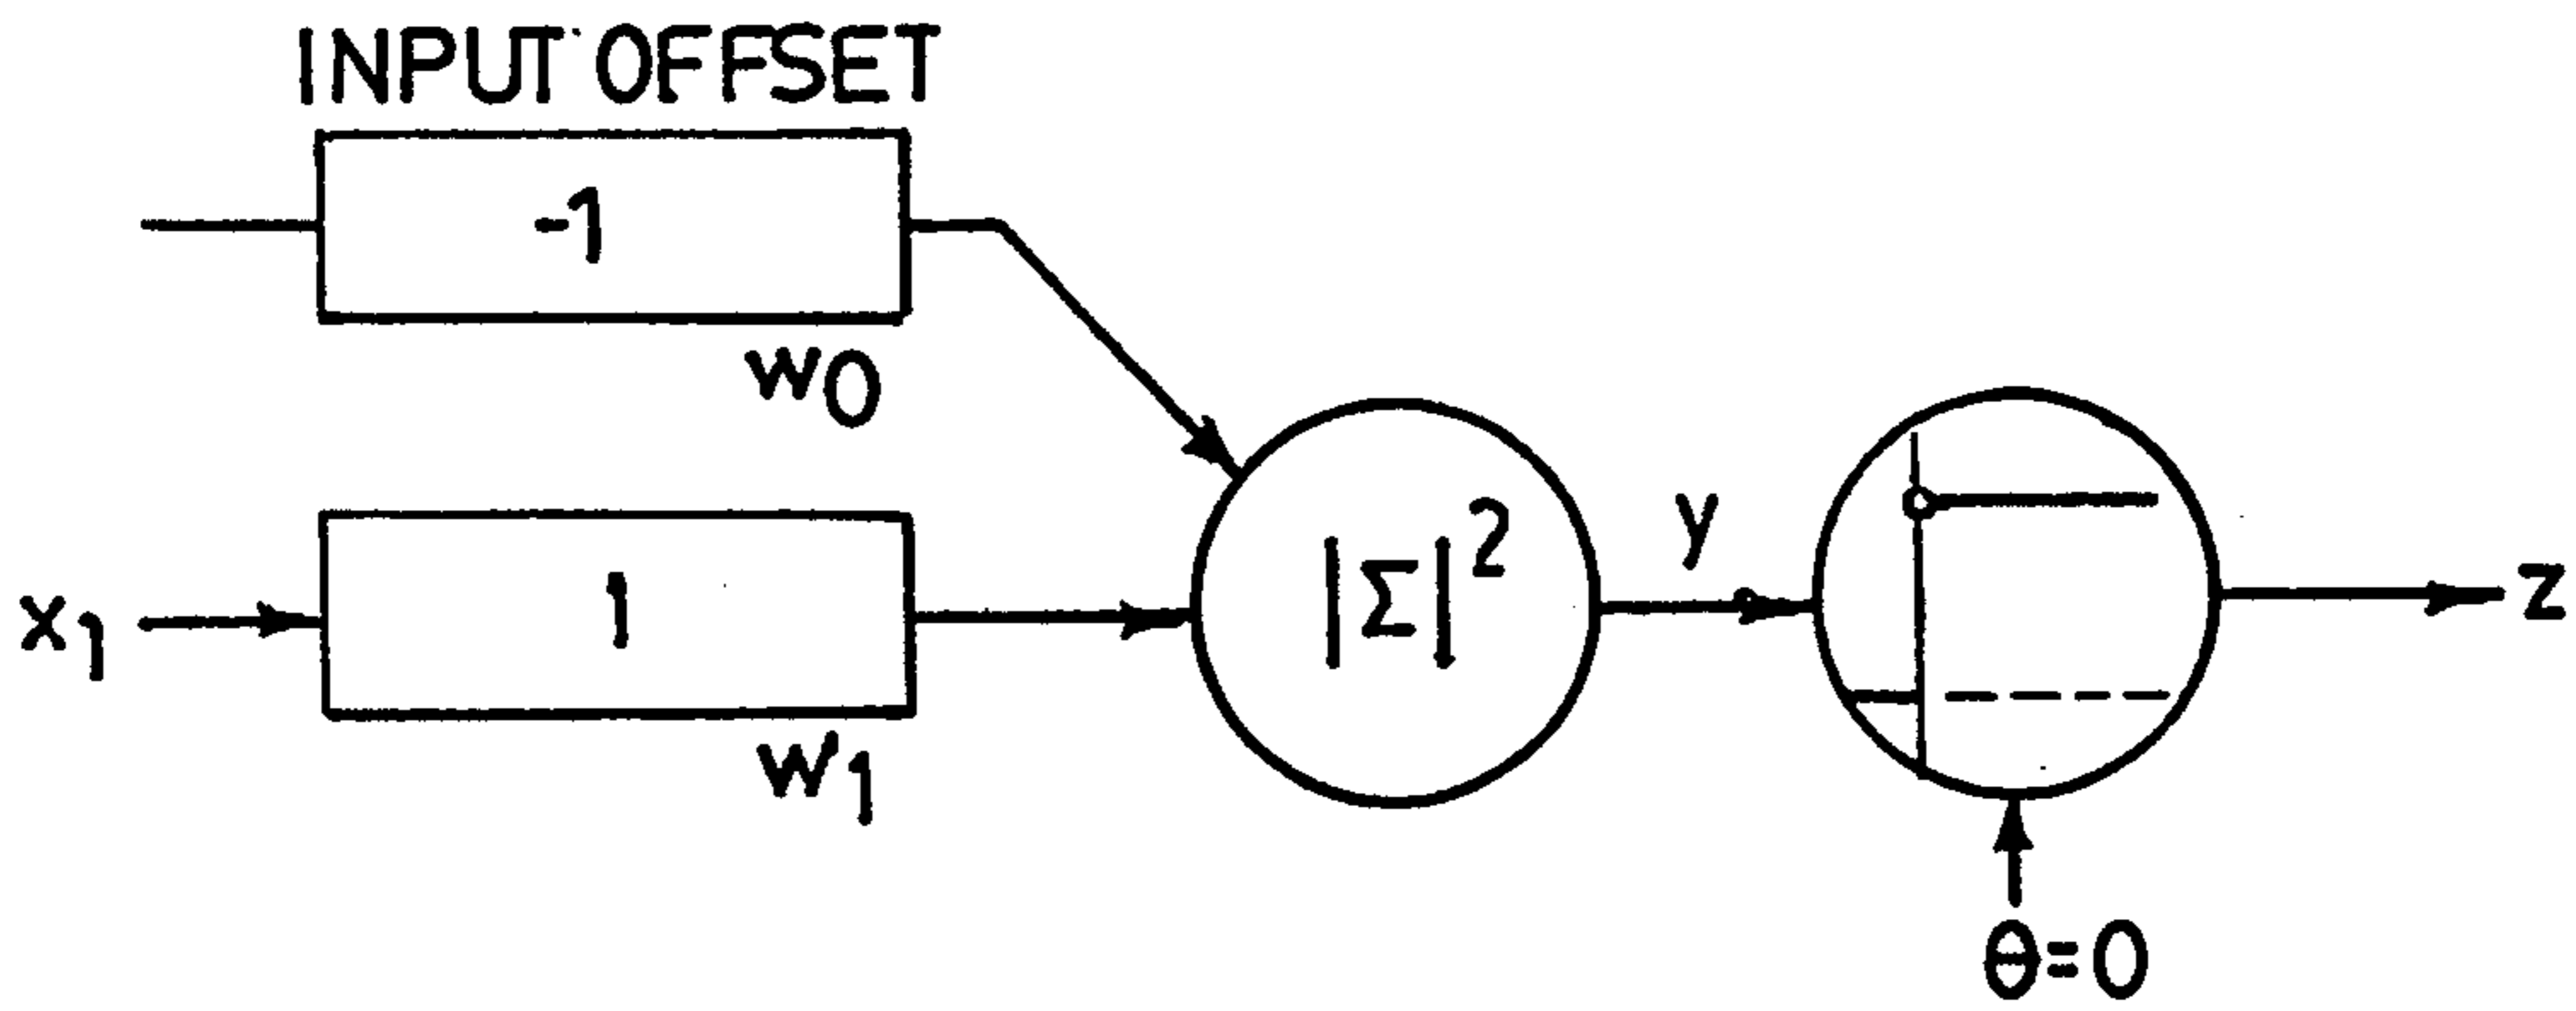 INPUT OFFSET
-1
w0
x1
1
w1
|Σ|²
y
z
θ=0